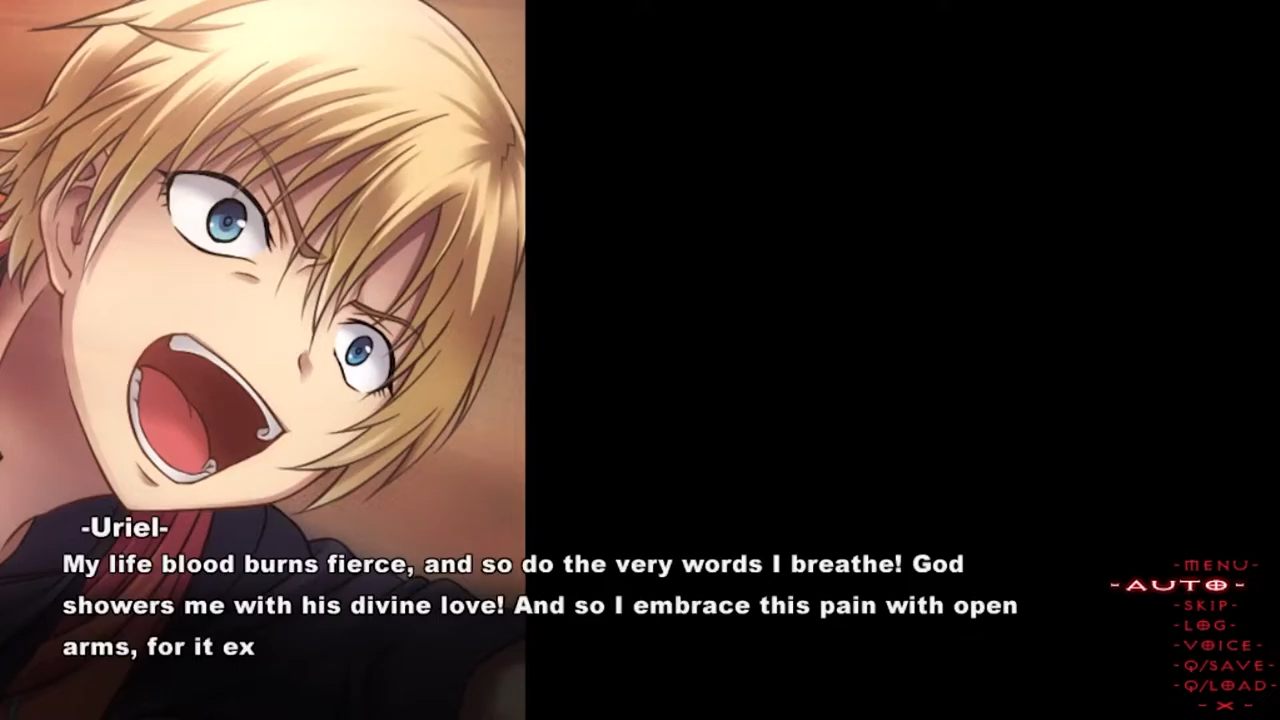 -Uriel-
My life blood burns fierce, and so do the very words I breathe! God
showers me with his divine love! And so I embrace this pain with open
arms, for it ex
-MENU-
-AUTO-
-SKIP-
-LOG-
-VOICE-
-Q/SAVE-
-Q/LOAD-
-X-